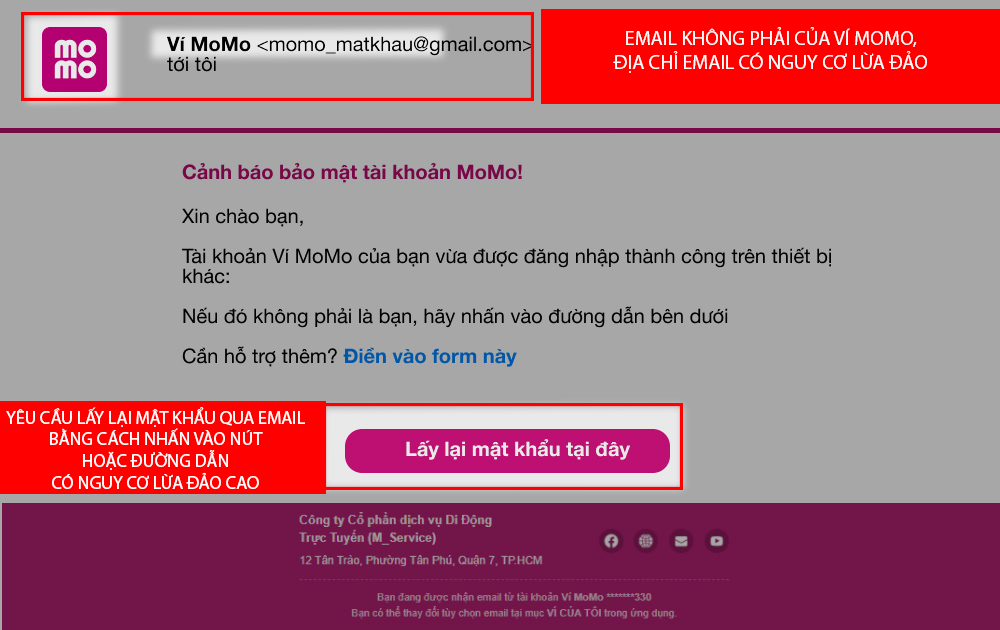 mo
mo
Ví MoMo <momo_matkhau@gmail.com>
tới tôi
EMAIL KHÔNG PHẢI CỦA VÍ MOMO,
ĐỊA CHỈ EMAIL CÓ NGUY CƠ LỪA ĐẢO
Cảnh báo bảo mật tài khoản MoMo!
Xin chào bạn,
Tài khoản Ví MoMo của bạn vừa được đăng nhập thành công trên thiết bị
khác:
Nếu đó không phải là bạn, hãy nhấn vào đường dẫn bên dưới
Cần hỗ trợ thêm? Điền vào form này
YÊU CẦU LẤY LẠI MẬT KHẨU QUA EMAIL
BẰNG CÁCH NHẤN VÀO NÚT
HOẶC ĐƯỜNG DẪN
CÓ NGUY CƠ LỪA ĐẢO CAO
Lấy lại mật khẩu tại đây
Công ty Cổ phần dịch vụ Di Động
Trực Tuyến (M_Service)
12 Tân Trào, Phường Tân Phú, Quận 7, TP.HCM
Bạn đang được nhận email từ tài khoản Ví MoMo *******330
Bạn có thể thay đổi tùy chọn email tại mục VÍ CỦA TÔI trong ứng dụng.